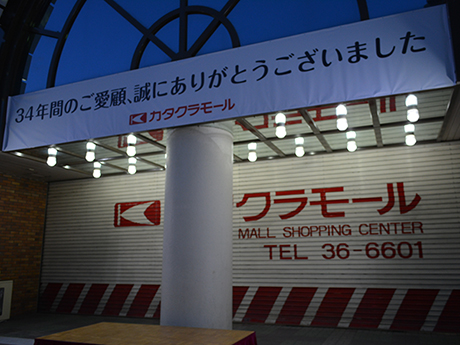 34年間のご愛顧、誠にありがとうございました
カタクラモール
クラモール
MALL SHOPPING CENTER
TEL 36-6601